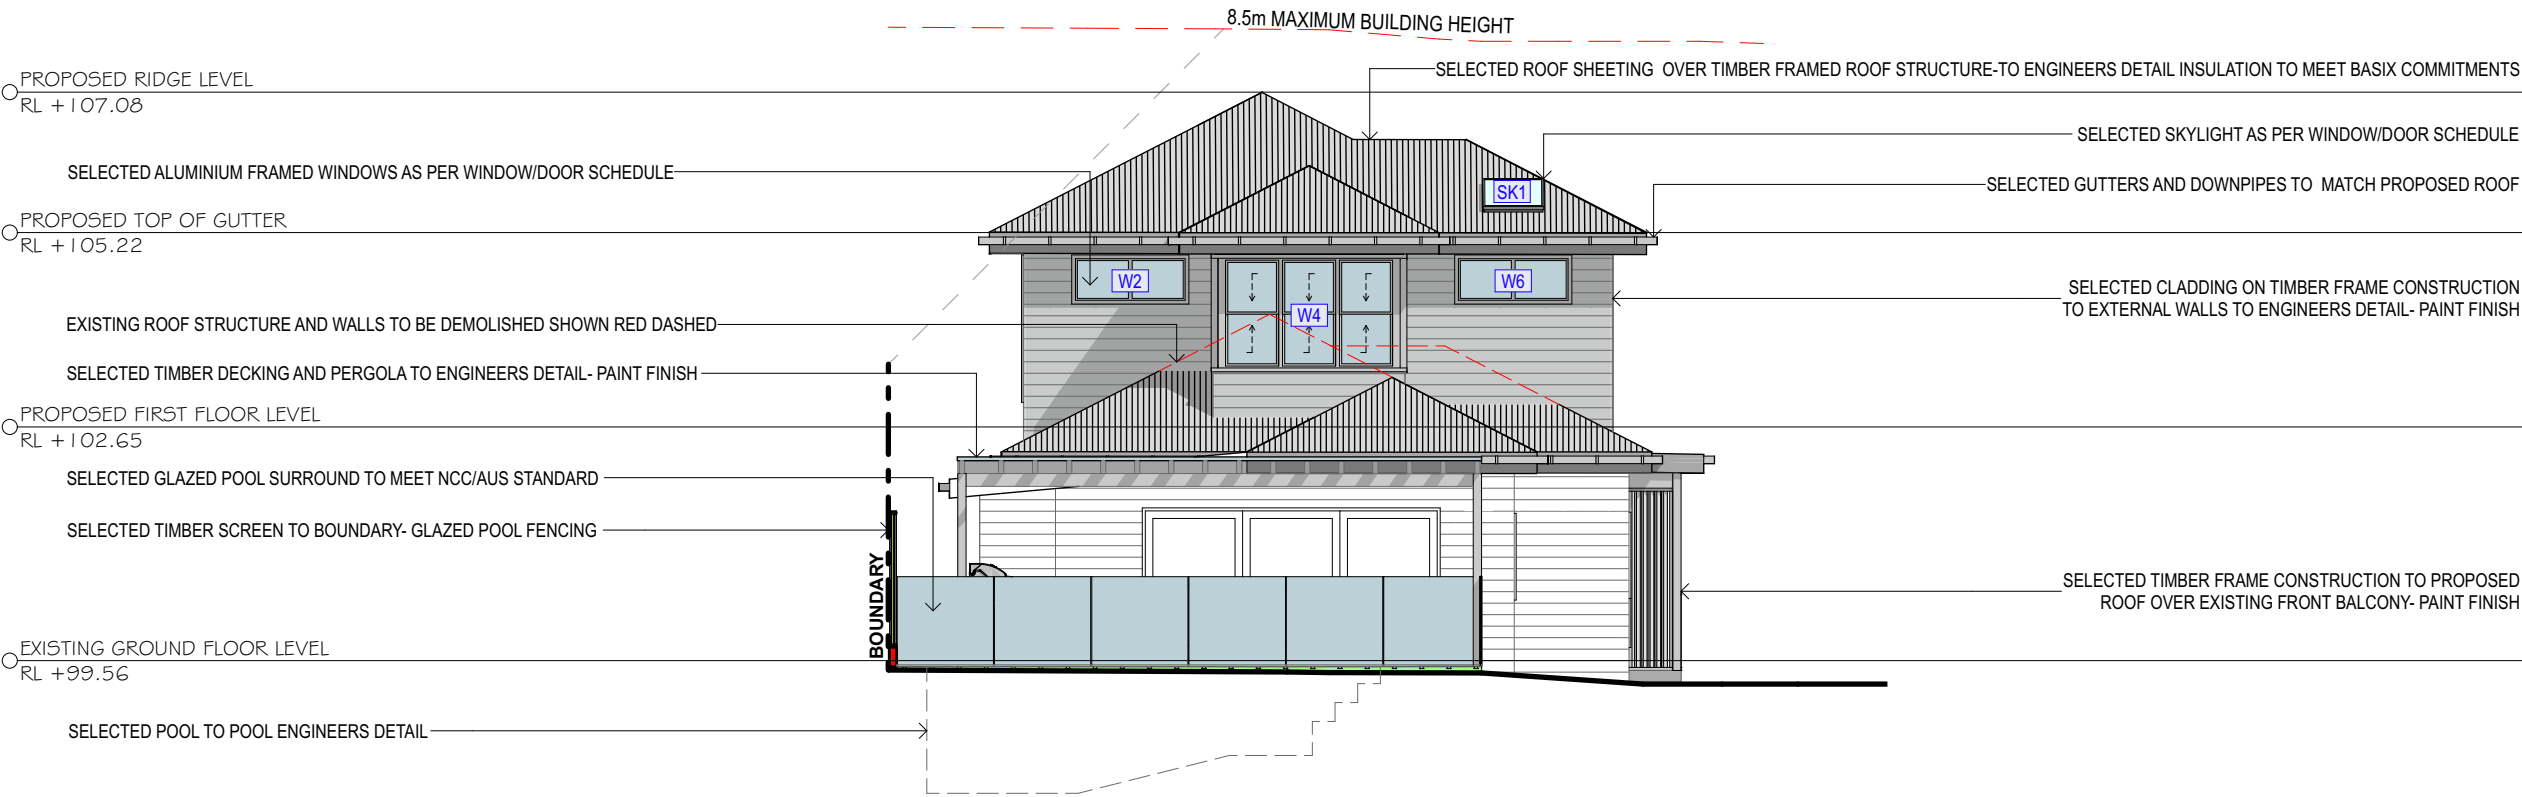 8.5m MAXIMUM BUILDING HEIGHT
SELECTED ROOF SHEETING OVER TIMBER FRAMED ROOF STRUCTURE-TO ENGINEERS DETAIL INSULATION TO MEET BASIX COMMITMENTS
PROPOSED RIDGE LEVEL
RL +107.08
SELECTED SKYLIGHT AS PER WINDOW/DOOR SCHEDULE
SELECTED ALUMINIUM FRAMED WINDOWS AS PER WINDOW/DOOR SCHEDULE
SK1
SELECTED GUTTERS AND DOWNPIPES TO MATCH PROPOSED ROOF
PROPOSED TOP OF GUTTER
RL +105.22
W2
W6
SELECTED CLADDING ON TIMBER FRAME CONSTRUCTION
TO EXTERNAL WALLS TO ENGINEERS DETAIL- PAINT FINISH
W4
EXISTING ROOF STRUCTURE AND WALLS TO BE DEMOLISHED SHOWN RED DASHED
SELECTED TIMBER DECKING AND PERGOLA TO ENGINEERS DETAIL- PAINT FINISH
PROPOSED FIRST FLOOR LEVEL
RL +102.65
SELECTED GLAZED POOL SURROUND TO MEET NCC/AUS STANDARD
SELECTED TIMBER SCREEN TO BOUNDARY- GLAZED POOL FENCING
BOUNDARY
SELECTED TIMBER FRAME CONSTRUCTION TO PROPOSED
ROOF OVER EXISTING FRONT BALCONY- PAINT FINISH
EXISTING GROUND FLOOR LEVEL
RL +99.56
SELECTED POOL TO POOL ENGINEERS DETAIL